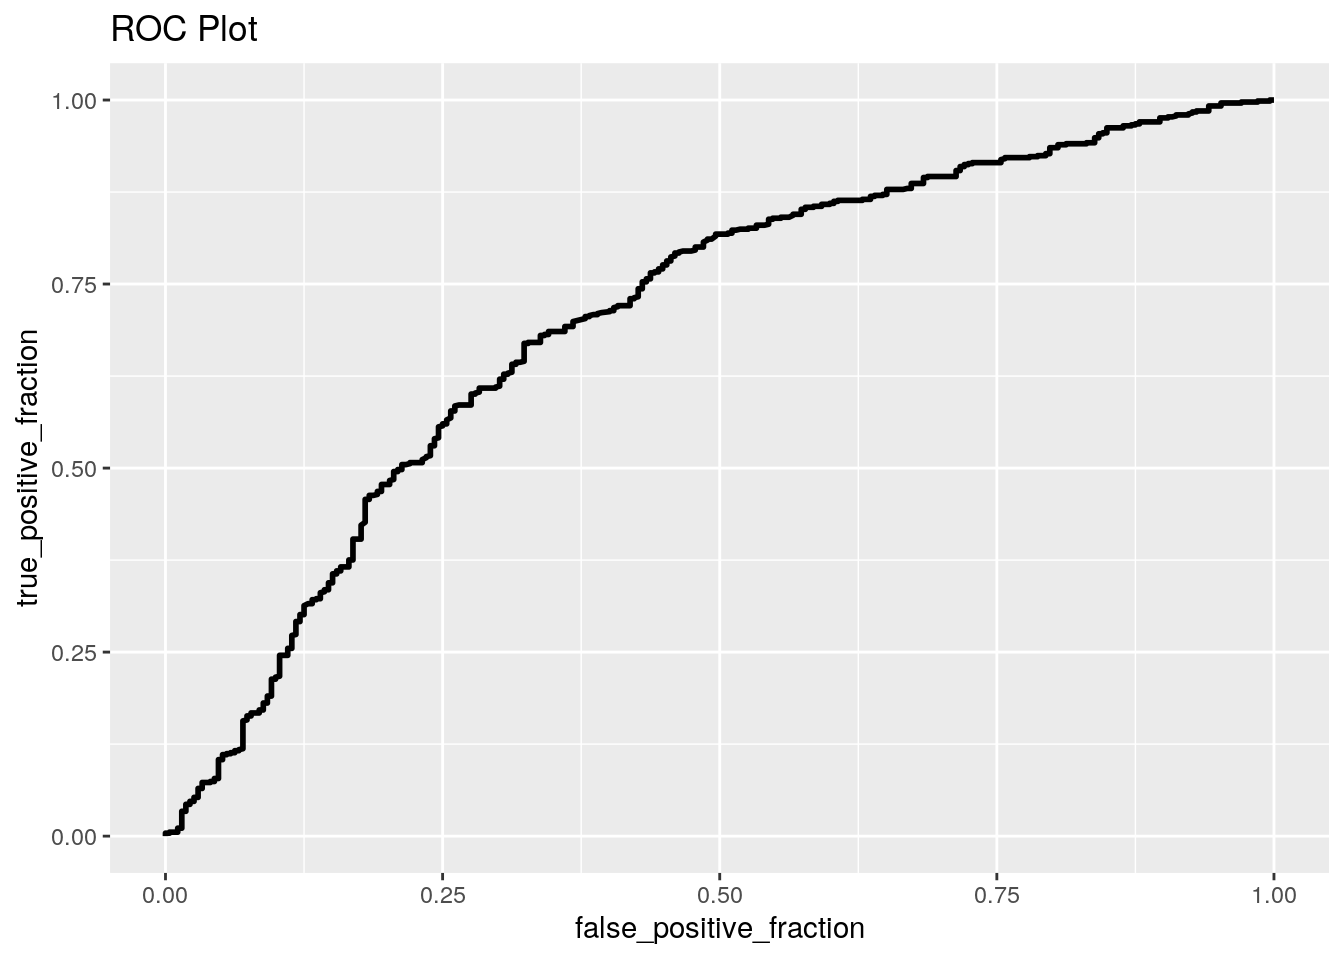 ROC Plot
1.00
0.75
0.50
0.25
0.00
true_positive_fraction
0.00 0.25 0.50 0.75 1.00
false_positive_fraction